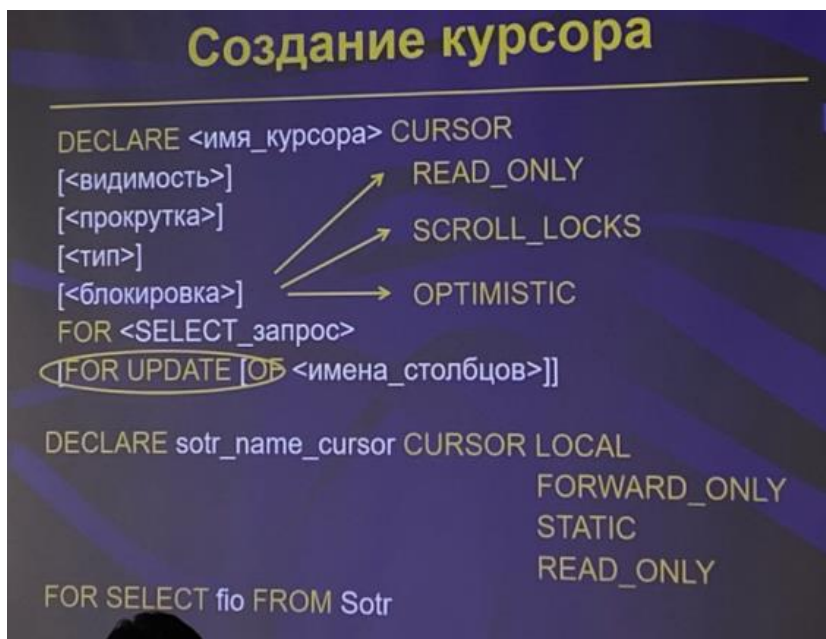 Создание курсора
DECLARE <имя_курсора> CURSOR
[<видимость>]
READ_ONLY
[<прокрутка>]
SCROLL_LOCKS
[<тип>]
[<блокировка>]
OPTIMISTIC
FOR <SELECT_запрос>
[FOR UPDATE [OF <имена_столбцов>]]
DECLARE sotr_name_cursor CURSOR LOCAL
FORWARD_ONLY
STATIC
READ_ONLY
FOR SELECT fio FROM Sotr